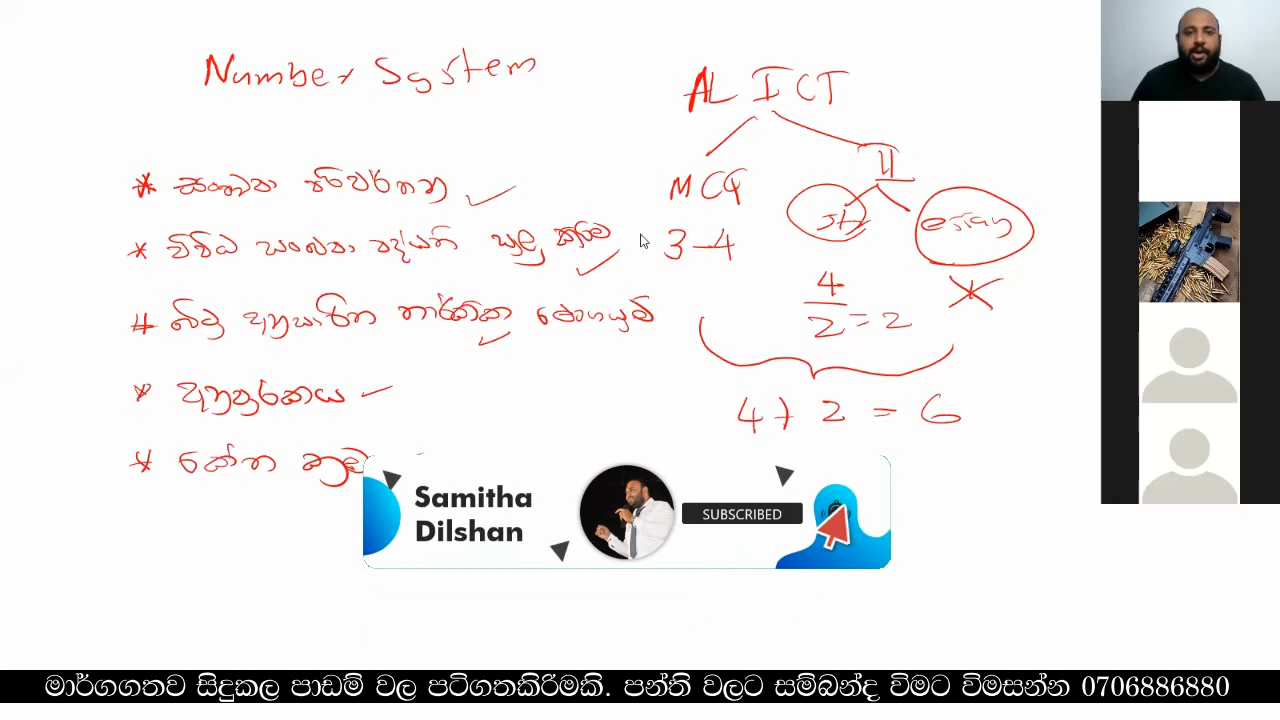 Number System
* සංඛ්‍යා පරිවර්තන
* විවිධ සංඛ්‍යා පද්ධති සුළු කිරීම
* බිටු අනුසාරිත තාර්කික මෙහෙයුම්
* අනුපූරකය
* කේත ක්‍රම
AL ICT
MCQ
II
3-4
essay
4/2 = 2
4 + 2 = 6
Samitha
Dilshan
SUBSCRIBED
මාර්ගගතව සිදුකල පාඩම් වල පටිගතකිරිමකි. පන්ති වලට සම්බන්ද විමට විමසන්න 0706886880